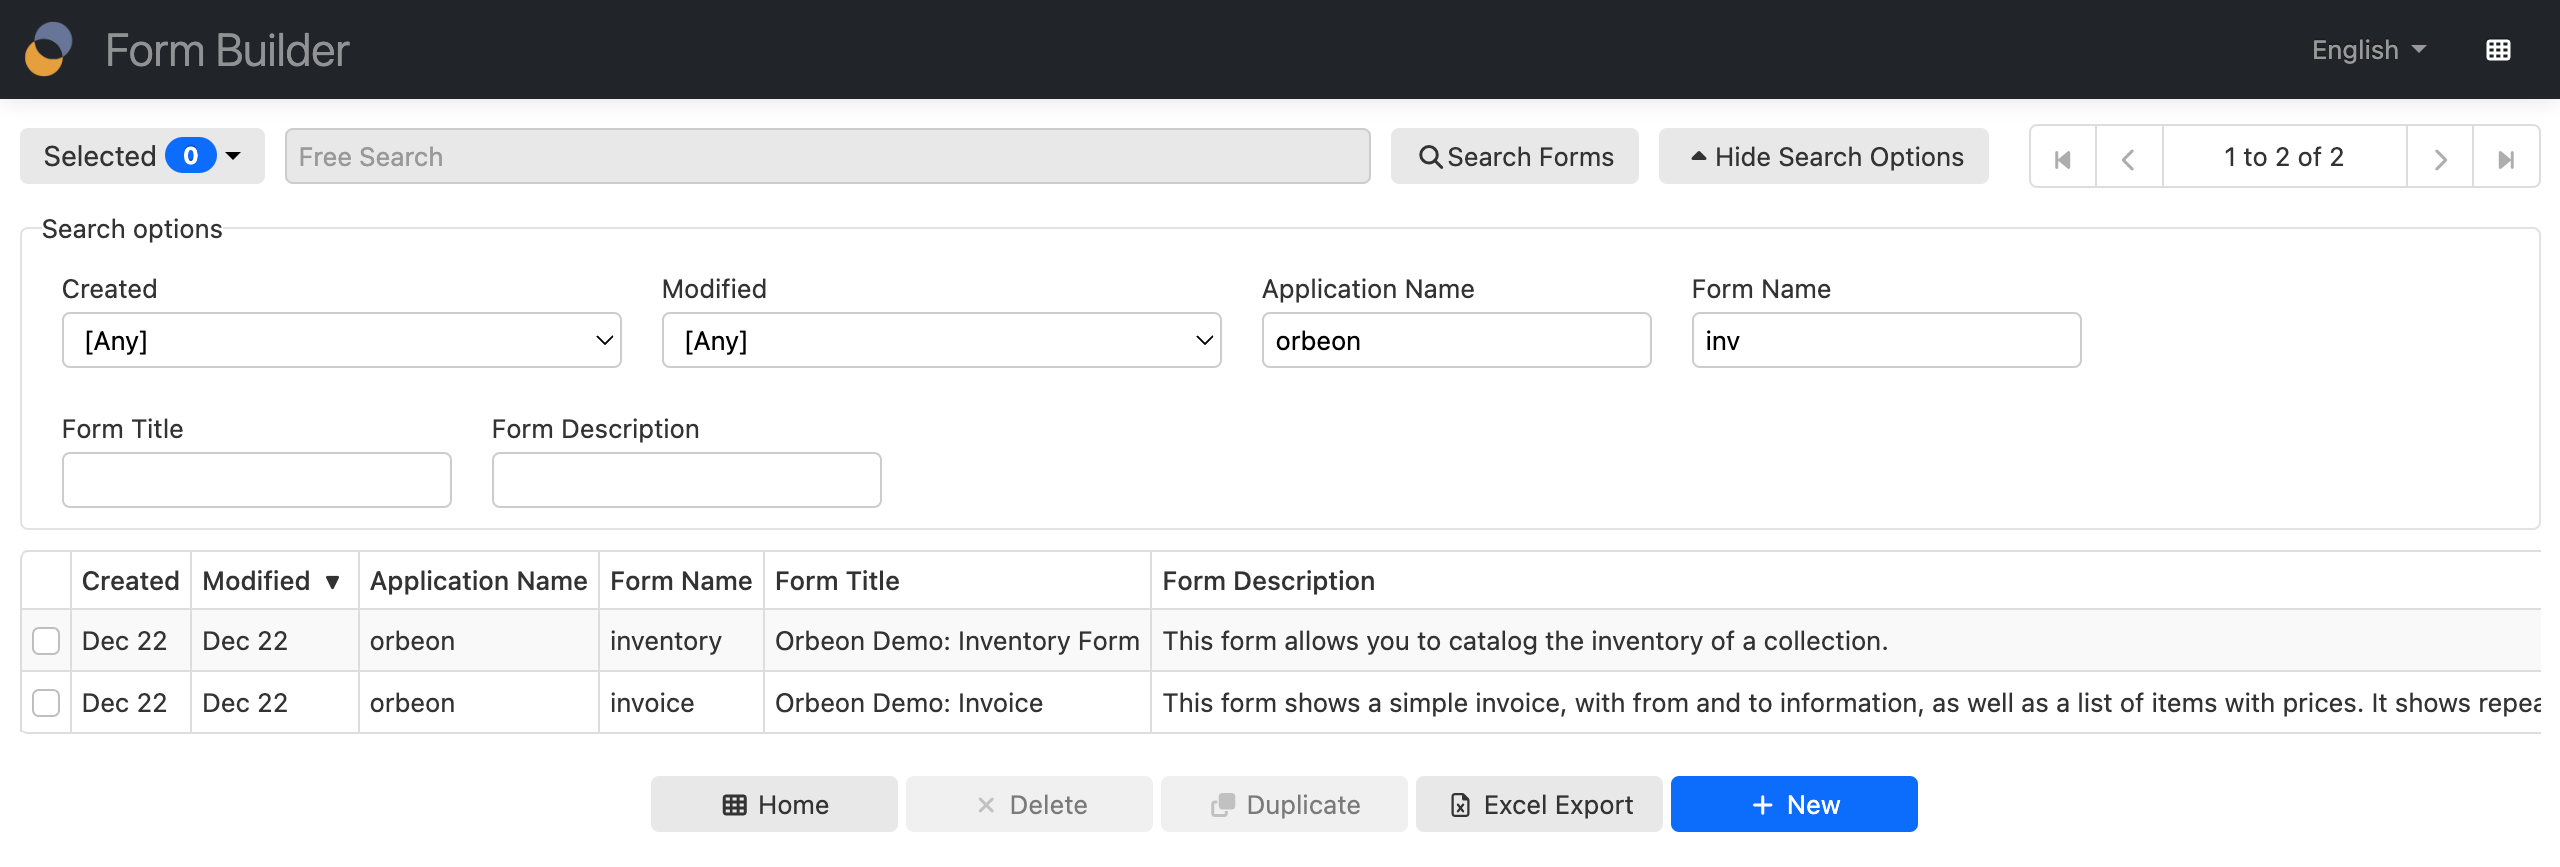 Form Builder English
Selected 0 Free Search Search Forms Hide Search Options 1 to 2 of 2
Search options
Created Modified Application Name Form Name
[Any] [Any] orbeon inv
Form Title Form Description
Created Modified ▼ Application Name Form Name Form Title Form Description
Dec 22 Dec 22 orbeon inventory Orbeon Demo: Inventory Form This form allows you to catalog the inventory of a collection.
Dec 22 Dec 22 orbeon invoice Orbeon Demo: Invoice This form shows a simple invoice, with from and to information, as well as a list of items with prices. It shows repea
Home Delete Duplicate Excel Export + New